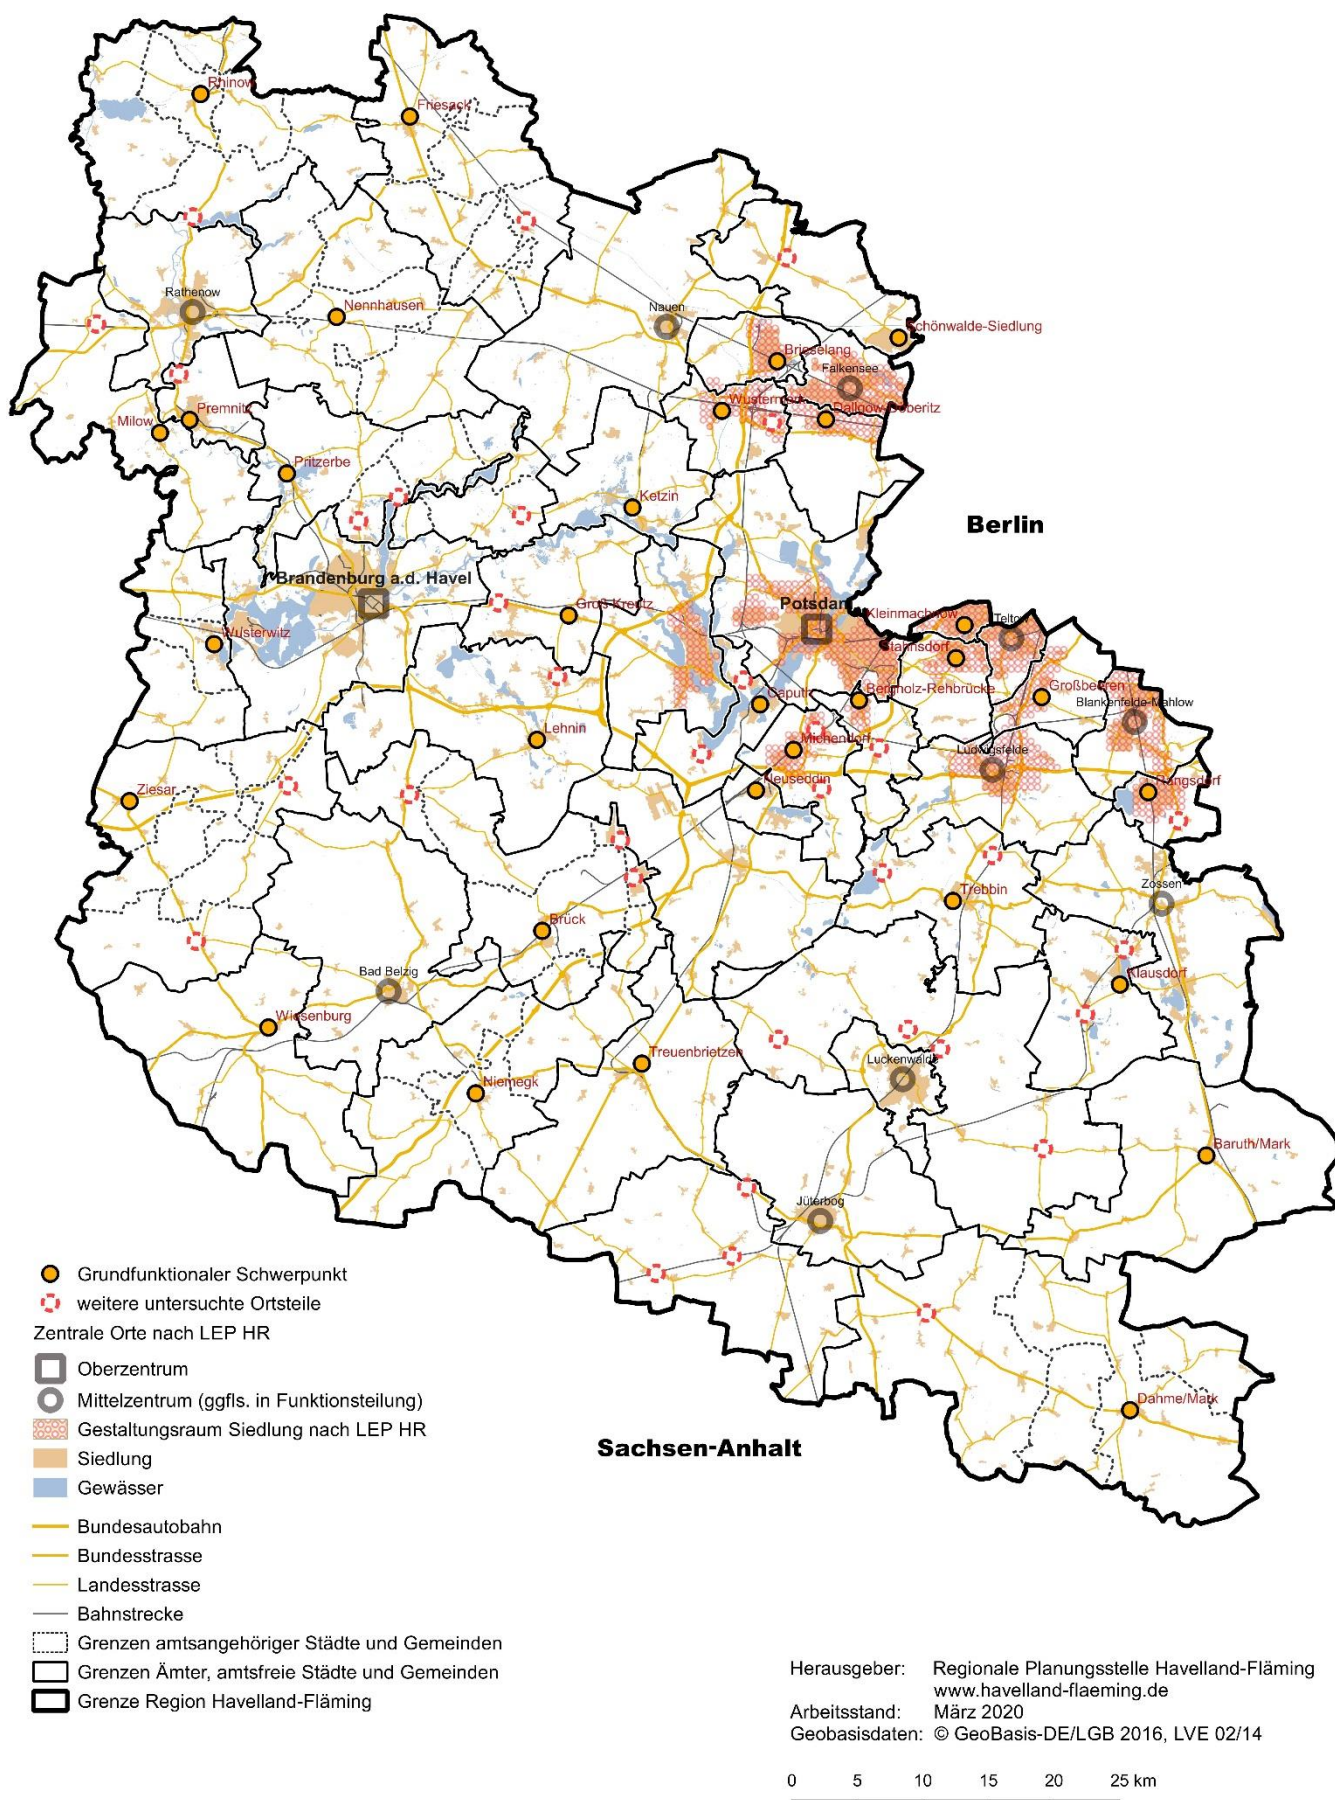 Rhinow
Friesack
Rathenow
Nennhausen
Nauen
Schönwalde-Siedlung
Brieselang
Falkensee
Wustermark
Dallgow-Döberitz
Premnitz
Milow
Pritzerbe
Ketzin
Berlin
Brandenburg a.d. Havel
Groß Kreutz
Potsdam
Kleinmachnow
Teltow
Wusterwitz
Stahnsdorf
Caputh
Bergholz-Rehbrücke
Großbeeren
Blankenfelde-Mahlow
Lehnin
Michendorf
Ludwigsfelde
Ziesar
Neuseddin
Rangsdorf
Trebbin
Zossen
Brück
Bad Belzig
Klausdorf
Wiesenburg
Treuenbrietzen
Luckenwalde
Niemegk
Baruth/Mark
Jüterbog
Dahme/Mark
Sachsen-Anhalt
Grundfunktionaler Schwerpunkt
weitere untersuchte Ortsteile
Zentrale Orte nach LEP HR
Oberzentrum
Mittelzentrum (ggfls. in Funktionsteilung)
Gestaltungsraum Siedlung nach LEP HR
Siedlung
Gewässer
Bundesautobahn
Bundesstrasse
Landesstrasse
Bahnstrecke
Grenzen amtsangehöriger Städte und Gemeinden
Grenzen Ämter, amtsfreie Städte und Gemeinden
Grenze Region Havelland-Fläming
Herausgeber: Regionale Planungsstelle Havelland-Fläming
www.havelland-flaeming.de
Arbeitsstand: März 2020
Geobasisdaten: © GeoBasis-DE/LGB 2016, LVE 02/14
0 5 10 15 20 25 km